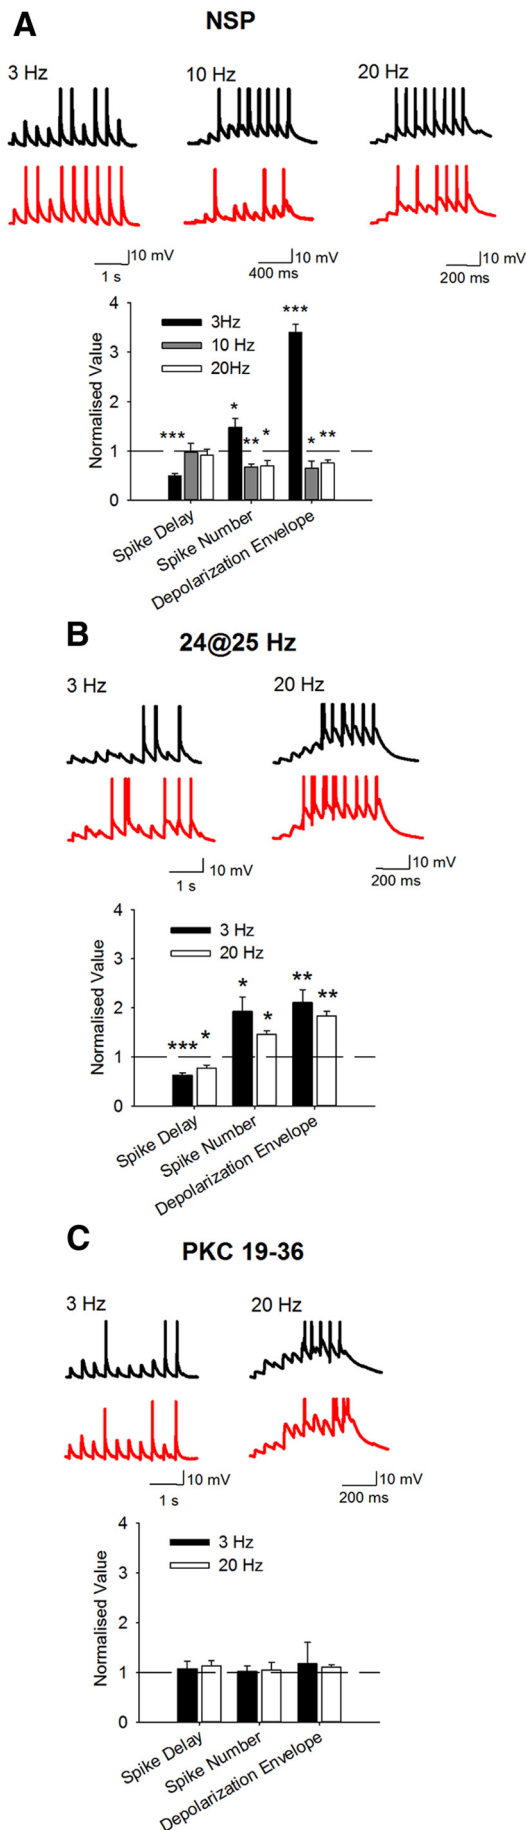 A
NSP
3 Hz
10 Hz
20 Hz
10 mV
1 s
10 mV
400 ms
10 mV
200 ms
4
3
2
1
0
Normalised Value
3Hz
10 Hz
20Hz
***
*
**
*
***
*
**
Spike Delay
Spike Number
Depolarization Envelope
B
24@25 Hz
3 Hz
20 Hz
10 mV
1 s
10 mV
200 ms
4
3
2
1
0
Normalised Value
3 Hz
20 Hz
***
*
*
*
**
**
Spike Delay
Spike Number
Depolarization Envelope
C
PKC 19-36
3 Hz
20 Hz
10 mV
1 s
10 mV
200 ms
4
3
2
1
0
Normalised Value
3 Hz
20 Hz
Spike Delay
Spike Number
Depolarization Envelope